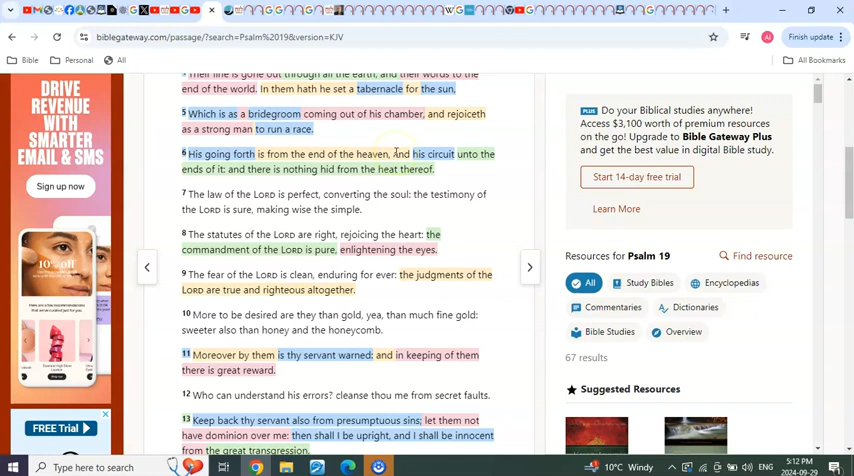 biblegateway.com/passage/?search=Psalm%2019&version=KJV
AI
Finish update
Bible
Personal
All
All Bookmarks
Their line is gone out through all the earth, and their words to the
end of the world. In them hath he set a tabernacle for the sun,
5 Which is as a bridegroom coming out of his chamber, and rejoiceth
as a strong man to run a race.
6 His going forth is from the end of the heaven, and his circuit unto the
ends of it: and there is nothing hid from the heat thereof.
7 The law of the LORD is perfect, converting the soul: the testimony of
the LORD is sure, making wise the simple.
8 The statutes of the LORD are right, rejoicing the heart: the
commandment of the LORD is pure, enlightening the eyes.
9 The fear of the LORD is clean, enduring for ever: the judgments of the
LORD are true and righteous altogether.
10 More to be desired are they than gold, yea, than much fine gold:
sweeter also than honey and the honeycomb.
11 Moreover by them is thy servant warned: and in keeping of them
there is great reward.
12 Who can understand his errors? cleanse thou me from secret faults.
13 Keep back thy servant also from presumptuous sins; let them not
have dominion over me: then shall I be upright, and I shall be innocent
from the great transgression.
DRIVE
REVENUE
WITH
SMARTER
EMAIL & SMS
Sign up now
10% off
FREE Trial
PLUS Do your Biblical studies anywhere!
Access $3,100 worth of premium resources
on the go! Upgrade to Bible Gateway Plus
and get the best value in digital Bible study.
Start 14-day free trial
Learn More
Resources for Psalm 19
Find resource
All
Study Bibles
Encyclopedias
Commentaries
Dictionaries
Bible Studies
Overview
67 results
Suggested Resources
Type here to search
10°C Windy
ENG
5:12 PM
2024-09-29